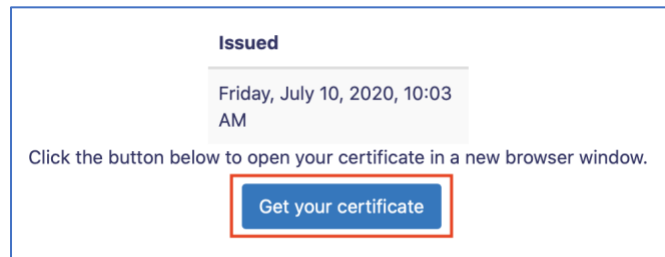 Issued
Friday, July 10, 2020, 10:03
AM
Click the button below to open your certificate in a new browser window.
Get your certificate